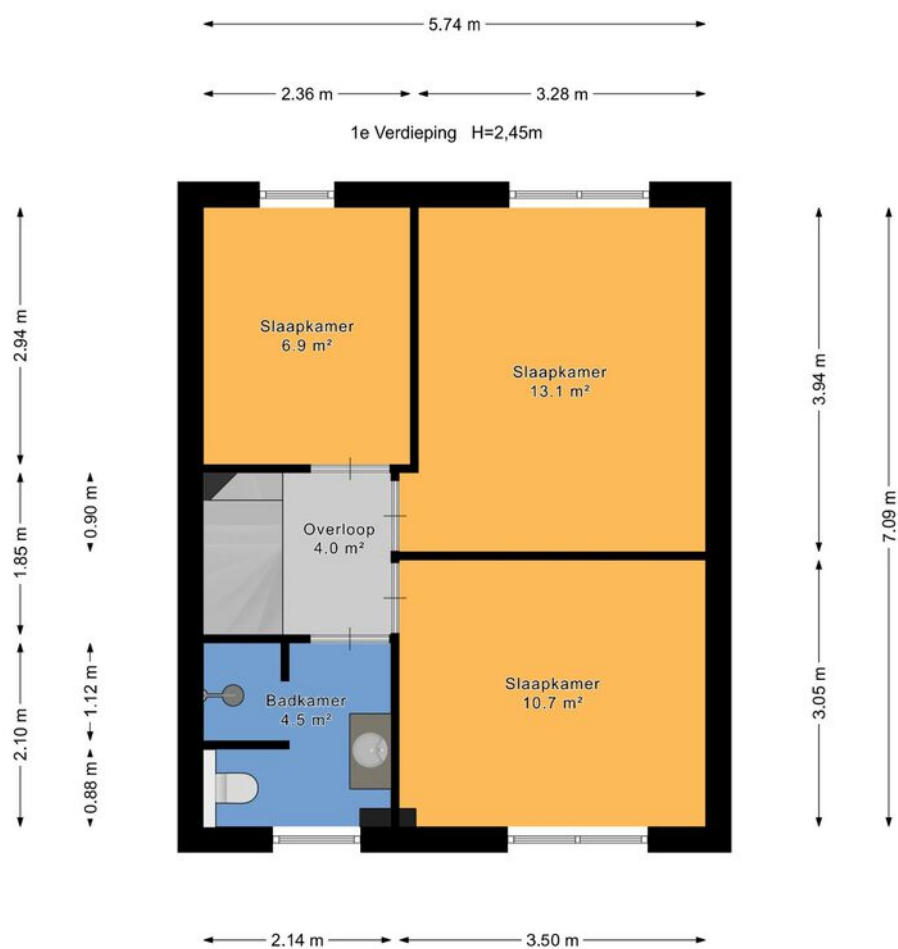 5.74 m
2.36 m
3.28 m
1e Verdieping H=2,45m
2.94 m
3.94 m
7.09 m
Slaapkamer
6.9 m²
Slaapkamer
13.1 m²
1.85 m
0.90 m
Overloop
4.0 m²
2.10 m
1.12 m
0.88 m
Badkamer
4.5 m²
Slaapkamer
10.7 m²
3.05 m
2.14 m
3.50 m